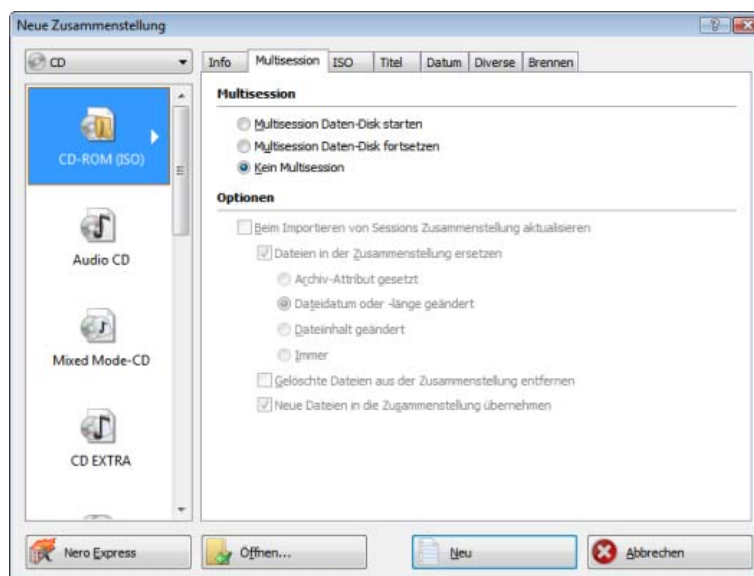 Neue Zusammenstellung
CD
Info Multisession ISO Titel Datum Diverse Brennen
CD-ROM (ISO)
Audio CD
Mixed Mode-CD
CD EXTRA
Multisession
Multisession Daten-Disk starten
Multisession Daten-Disk fortsetzen
Kein Multisession
Optionen
Beim Importieren von Sessions Zusammenstellung aktualisieren
Dateien in der Zusammenstellung ersetzen
Archiv-Attribut gesetzt
Dateidatum oder -länge geändert
Dateiinhalt geändert
Immer
Gelöschte Dateien aus der Zusammenstellung entfernen
Neue Dateien in die Zusammenstellung übernehmen
Nero Express Öffnen... Neu Abbrechen